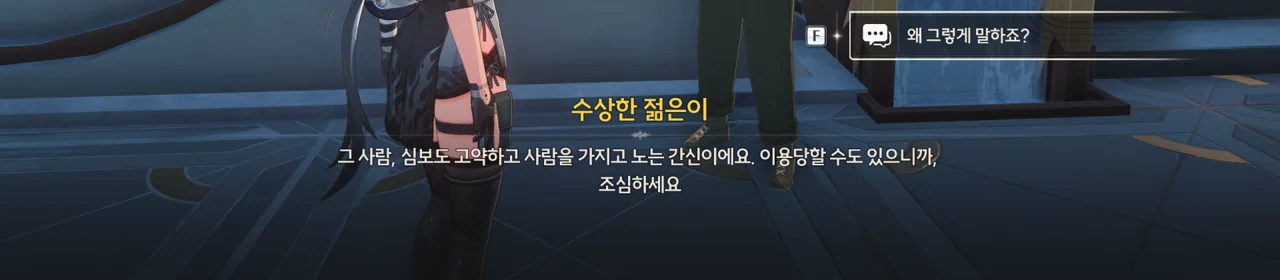 F
왜 그렇게 말하죠?
수상한 젊은이
그 사람, 심보도 고약하고 사람을 가지고 노는 간신이에요. 이용당할 수도 있으니까,
조심하세요